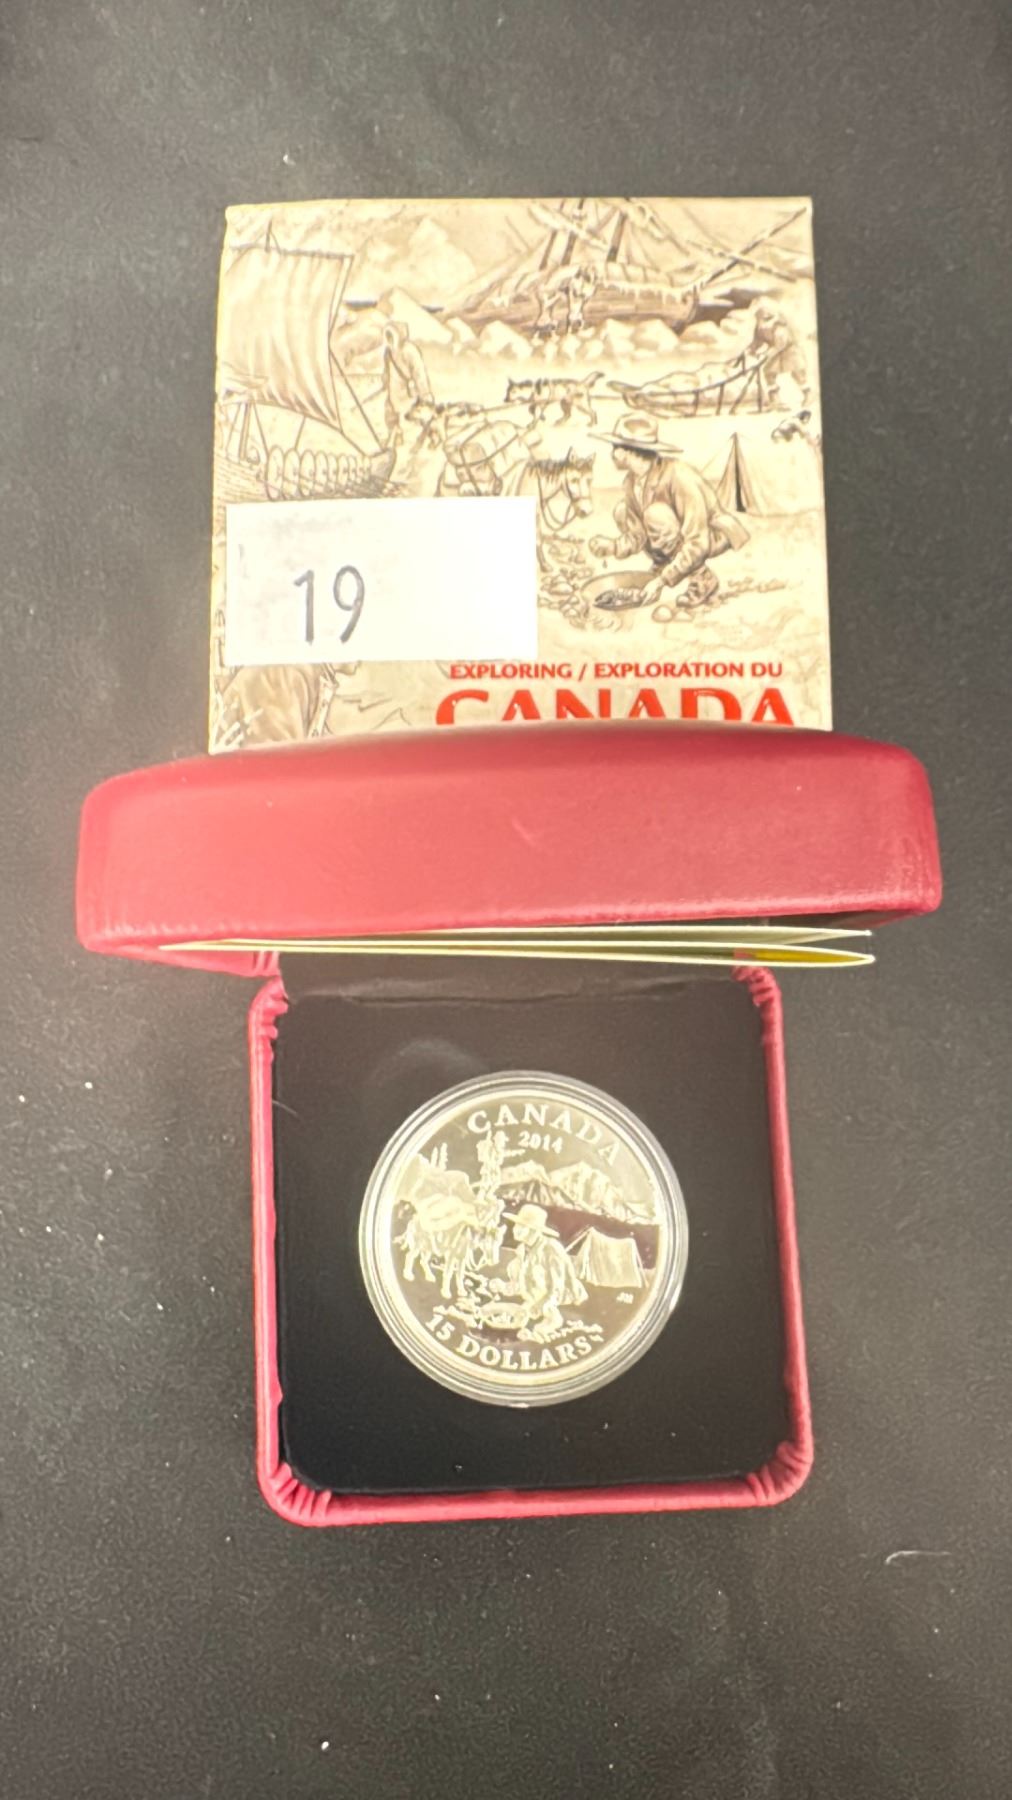 19
EXPLORING / EXPLORATION DU
CANADA
CANADA
2014
15 DOLLARS